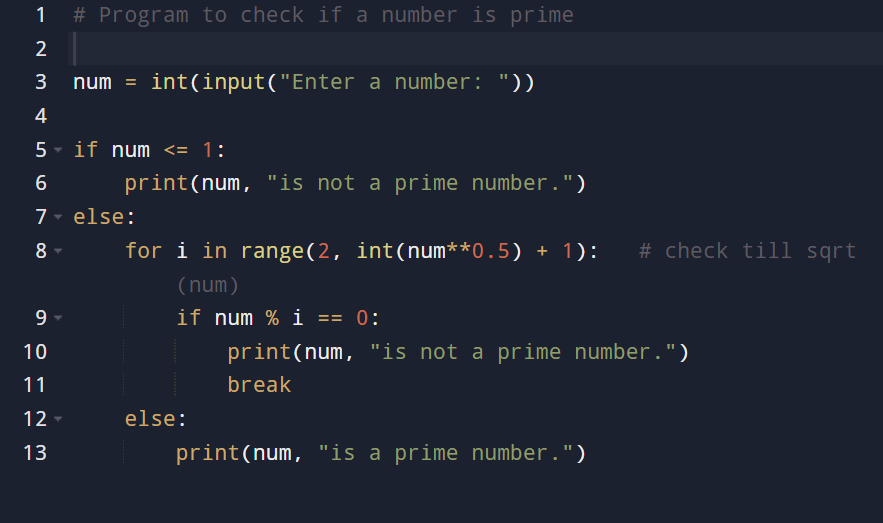 1 # Program to check if a number is prime
2
3 num = int(input("Enter a number: "))
4
5 if num <= 1:
6     print(num, "is not a prime number.")
7 else:
8     for i in range(2, int(num**0.5) + 1):   # check till sqrt
        (num)
9         if num % i == 0:
10             print(num, "is not a prime number.")
11             break
12     else:
13         print(num, "is a prime number.")